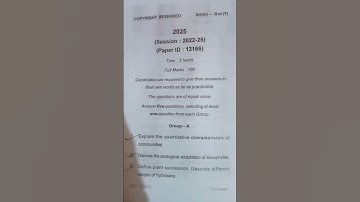 COPYRIGHT RESERVED
2025
(Session : 2022-25)
(Paper ID : 13166)
Time : 3 hours
Full Marks : 100
Candidates are required to give their answers in
their own words as far as practicable.
The questions are of equal value.
Answer five questions, selecting at least
one question from each Group.
Group – A
Explain the quantitative characteristics of
communities.
Discuss the ecological adaptation of Xerophytes.
Define plant succession. Describe different
stages of hydrosere.